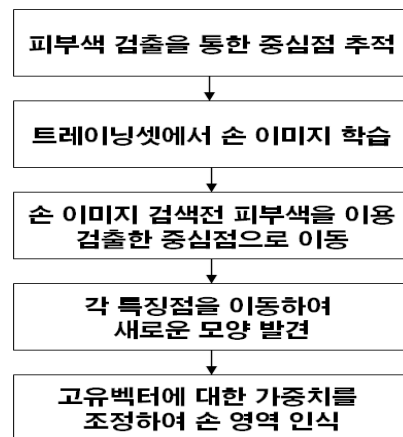 피부색 검출을 통한 중심점 추적
트레이닝셋에서 손 이미지 학습
손 이미지 검색전 피부색을 이용
검출한 중심점으로 이동
각 특징점을 이동하여
새로운 모양 발견
고유벡터에 대한 가중치를
조정하여 손 영역 인식